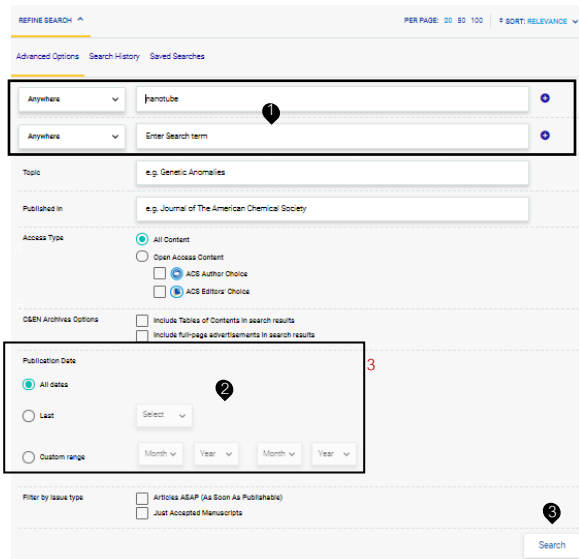 REFINE SEARCH PER PAGE: 20 50 100 SORT: RELEVANCE
Advanced Options Search History Saved Searches
Anywhere nanotube
1
Anywhere Enter Search term
Topic e.g. Genetic Anomalies
Published in e.g. Journal of The American Chemical Society
Access Type All Content
Open Access Content
ACS Author Choice
ACS Editors' Choice
C&EN Archives Options Include Tables of Contents in search results
Include full-page advertisements in search results
Publication Date 3
All dates
2
Last Select
Custom range Month Year Month Year
Filter by Issue type Articles ASAP (As Soon As Publishable)
Just Accepted Manuscripts
3
Search